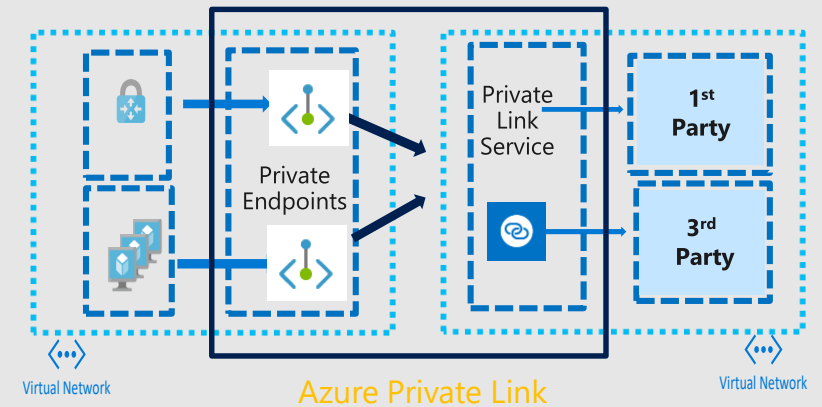 Private
Endpoints
Private
Link
Service
1st
Party
3rd
Party
Virtual Network
Virtual Network
Azure Private Link